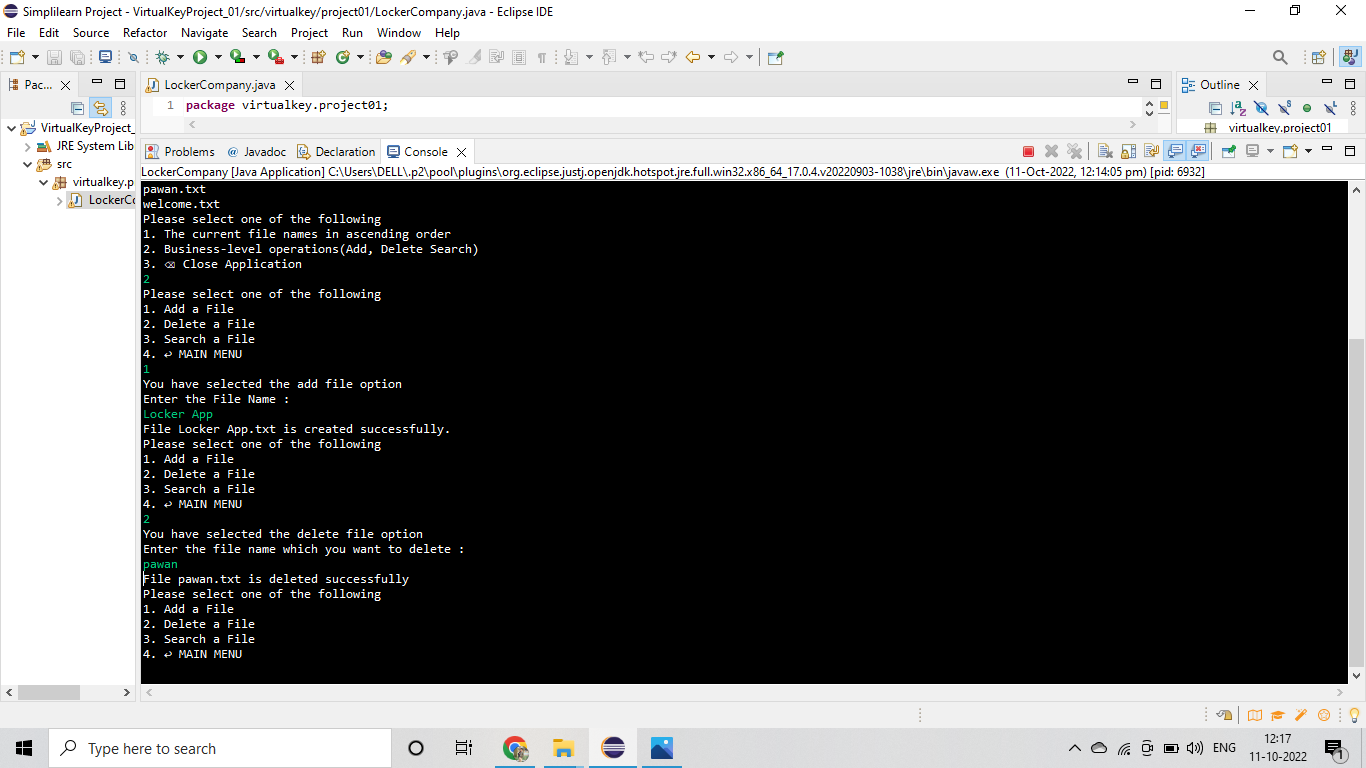 Simplilearn Project - VirtualKeyProject_01/src/virtualkey/project01/LockerCompany.java - Eclipse IDE
File Edit Source Refactor Navigate Search Project Run Window Help
Pac...
LockerCompany.java
Outline
1 package virtualkey.project01;
virtualkey.project01
VirtualKeyProject_
JRE System Lib
src
virtualkey.p
LockerCo
Problems Javadoc Declaration Console
LockerCompany [Java Application] C:\Users\DELL\.p2\pool\plugins\org.eclipse.justj.openjdk.hotspot.jre.full.win32.x86_64_17.0.4.v20220903-1038\jre\bin\javaw.exe (11-Oct-2022, 12:14:05 pm) [pid: 6932]
pawan.txt
welcome.txt
Please select one of the following
1. The current file names in ascending order
2. Business-level operations(Add, Delete Search)
3. ⌫ Close Application
2
Please select one of the following
1. Add a File
2. Delete a File
3. Search a File
4. ↩ MAIN MENU
1
You have selected the add file option
Enter the File Name :
Locker App
File Locker App.txt is created successfully.
Please select one of the following
1. Add a File
2. Delete a File
3. Search a File
4. ↩ MAIN MENU
2
You have selected the delete file option
Enter the file name which you want to delete :
pawan
File pawan.txt is deleted successfully
Please select one of the following
1. Add a File
2. Delete a File
3. Search a File
4. ↩ MAIN MENU
Type here to search
ENG
12:17
11-10-2022
1